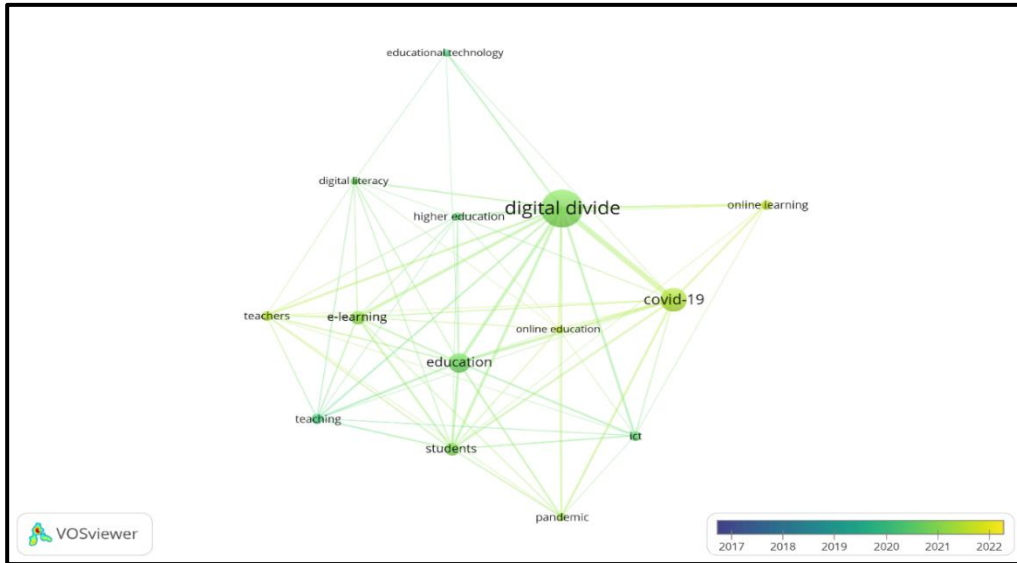 educational technology
digital literacy
higher education
digital divide
online learning
covid-19
teachers
e-learning
online education
education
teaching
students
ict
pandemic
VOSviewer
2017 2018 2019 2020 2021 2022